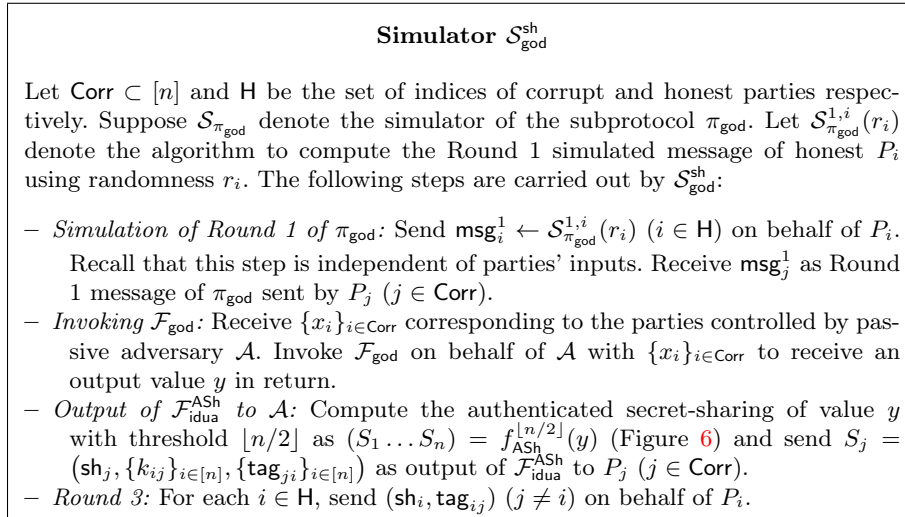 Simulator $\mathcal{S}_{\mathsf{god}}^{\mathsf{sh}}$
Let Corr ⊂ [n] and H be the set of indices of corrupt and honest parties respec-
tively. Suppose $\mathcal{S}_{\pi_{\mathsf{god}}}$ denote the simulator of the subprotocol $\pi_{\mathsf{god}}$. Let $\mathcal{S}_{\pi_{\mathsf{god}}}^{1,i}(r_i)$
denote the algorithm to compute the Round 1 simulated message of honest $P_i$
using randomness $r_i$. The following steps are carried out by $\mathcal{S}_{\mathsf{god}}^{\mathsf{sh}}$:
– Simulation of Round 1 of $\pi_{\mathsf{god}}$: Send $\mathsf{msg}_i^1 \leftarrow \mathcal{S}_{\pi_{\mathsf{god}}}^{1,i}(r_i)$ ($i \in \mathsf{H}$) on behalf of $P_i$.
Recall that this step is independent of parties' inputs. Receive $\mathsf{msg}_j^1$ as Round
1 message of $\pi_{\mathsf{god}}$ sent by $P_j$ ($j \in \mathsf{Corr}$).
– Invoking $\mathcal{F}_{\mathsf{god}}$: Receive $\{x_i\}_{i \in \mathsf{Corr}}$ corresponding to the parties controlled by pas-
sive adversary $\mathcal{A}$. Invoke $\mathcal{F}_{\mathsf{god}}$ on behalf of $\mathcal{A}$ with $\{x_i\}_{i \in \mathsf{Corr}}$ to receive an
output value $y$ in return.
– Output of $\mathcal{F}_{\mathsf{idua}}^{\mathsf{ASh}}$ to $\mathcal{A}$: Compute the authenticated secret-sharing of value $y$
with threshold $\lfloor n/2 \rfloor$ as $(S_1 \ldots S_n) = f_{\mathsf{ASh}}^{\lfloor n/2 \rfloor}(y)$ (Figure 6) and send $S_j =$
$(\mathsf{sh}_j, \{k_{ij}\}_{i \in [n]}, \{\mathsf{tag}_{ji}\}_{i \in [n]})$ as output of $\mathcal{F}_{\mathsf{idua}}^{\mathsf{ASh}}$ to $P_j$ ($j \in \mathsf{Corr}$).
– Round 3: For each $i \in \mathsf{H}$, send $(\mathsf{sh}_i, \mathsf{tag}_{ij})$ ($j \neq i$) on behalf of $P_i$.